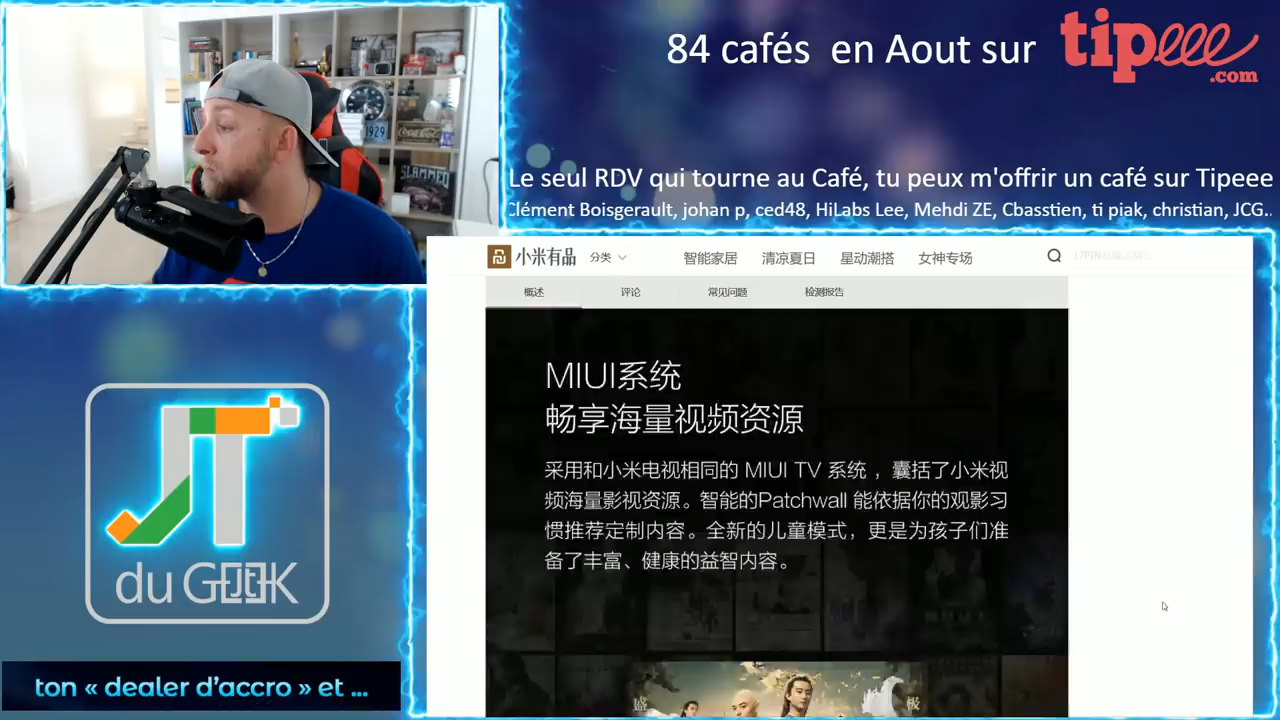 84 cafés en Aout sur
tipeee
.com
Le seul RDV qui tourne au Café, tu peux m'offrir un café sur Tipeee
Clément Boisgerault, johan p, ced48, HiLabs Lee, Mehdi ZE, Cbasstien, ti piak, christian, JCG..
1929
Coca-Cola
SLAMMED
小米有品 分类 智能家居 清凉夏日 星动潮搭 女神专场
概述 评论 常见问题 检测报告
MIUI系统
畅享海量视频资源
采用和小米电视相同的 MIUI TV 系统 ，囊括了小米视
频海量影视资源。智能的Patchwall 能依据你的观影习
惯推荐定制内容。全新的儿童模式，更是为孩子们准
备了丰富、健康的益智内容。
盛 极
JT
du GEEK
ton « dealer d’accro » et ...